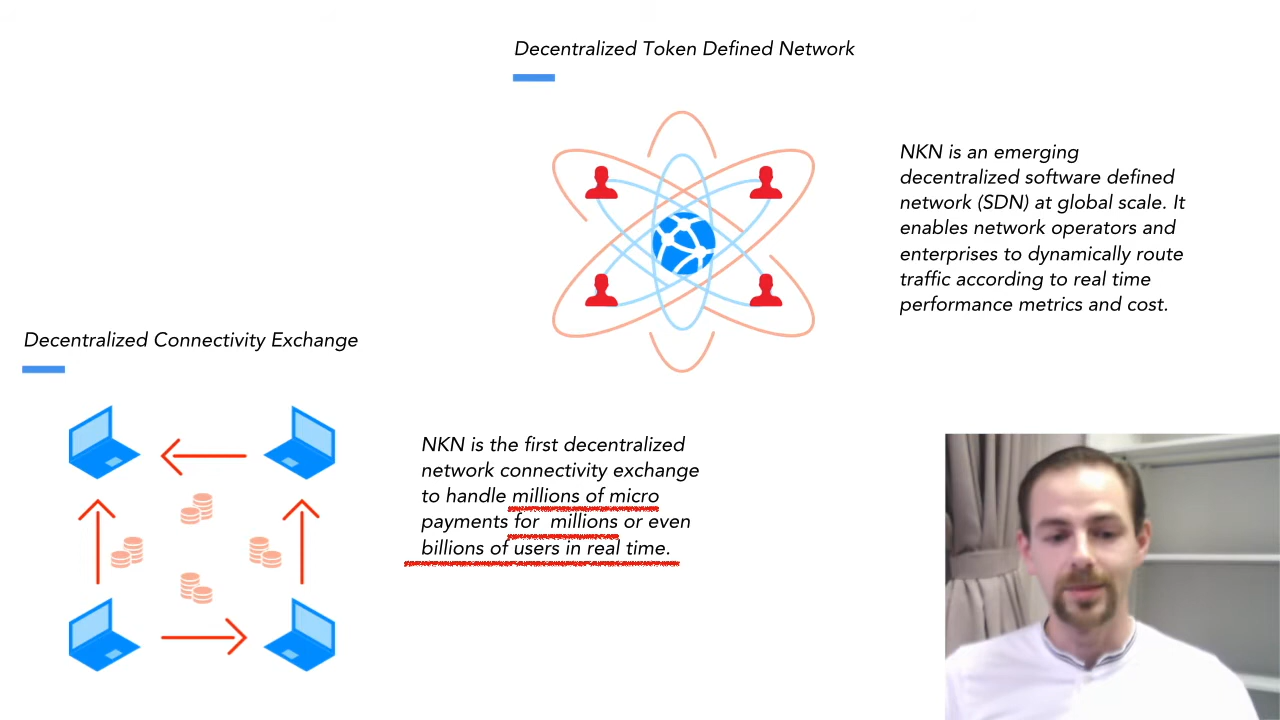 Decentralized Token Defined Network
NKN is an emerging
decentralized software defined
network (SDN) at global scale. It
enables network operators and
enterprises to dynamically route
traffic according to real time
performance metrics and cost.
Decentralized Connectivity Exchange
NKN is the first decentralized
network connectivity exchange
to handle millions of micro
payments for  millions or even
billions of users in real time.